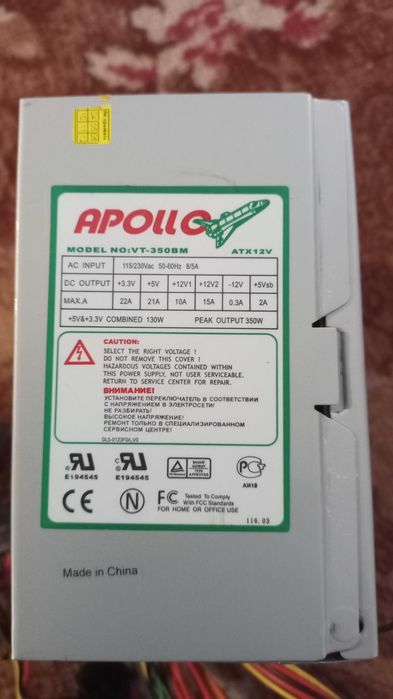 APOLLO
MODEL NO:VT-350BM ATX12V
AC INPUT 115/230Vac 50-60Hz 8/5A
DC OUTPUT +3.3V +5V +12V1 +12V2 -12V +5Vsb
MAX.A 22A 21A 10A 15A 0.3A 2A
+5V&+3.3V COMBINED 130W PEAK OUTPUT 350W
CAUTION:
SELECT THE RIGHT VOLTAGE !
DO NOT REMOVE THIS COVER !
HAZARDOUS VOLTAGES CONTAINED WITHIN
THIS POWER SUPPLY, NOT USER SERVICEABLE.
RETURN TO SERVICE CENTER FOR REPAIR.
ВНИМАНИЕ!
УСТАНОВИТЕ ПЕРЕКЛЮЧАТЕЛЬ В СООТВЕТСТВИИ
С НАПРЯЖЕНИЕМ В ЭЛЕКТРОСЕТИ!
НЕ РАЗБИРАТЬ!
ВЫСОКОЕ НАПРЯЖЕНИЕ!
РЕМОНТ ТОЛЬКО В СПЕЦИАЛИЗИРОВАННОМ
СЕРВИСНОМ ЦЕНТРЕ!
E194545 E194545 АИ18
CE N FC Tested To Comply
With FCC Standards
FOR HOME OR OFFICE USE
116.03
Made in China